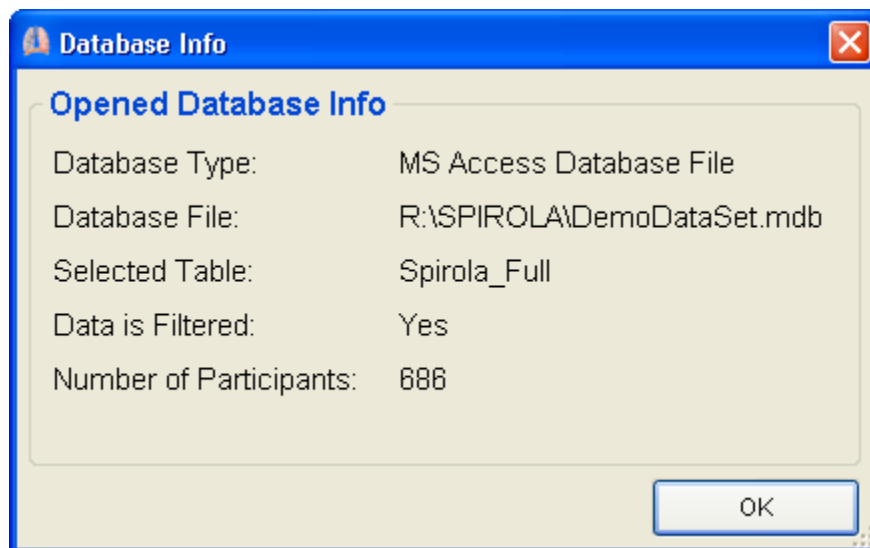 Database Info
Opened Database Info
Database Type: MS Access Database File
Database File: R:\SPIROLA\DemoDataSet.mdb
Selected Table: Spirola_Full
Data is Filtered: Yes
Number of Participants: 686
OK